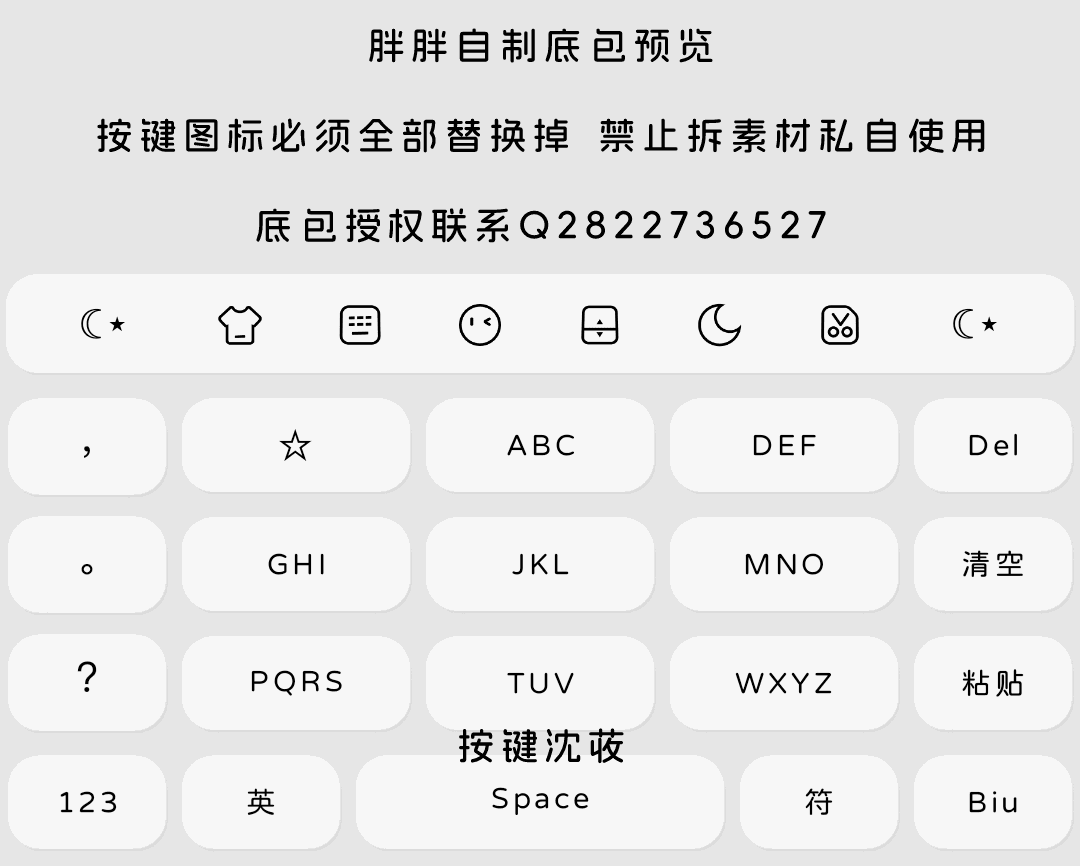 胖胖自制底包预览
按键图标必须全部替换掉 禁止拆素材私自使用
底包授权联系Q2822736527
☾⋆ ☾⋆
， ☆ ABC DEF Del
。 GHI JKL MNO 清空
? PQRS TUV WXYZ 粘贴
按键沈莜
123 英 Space 符 Biu